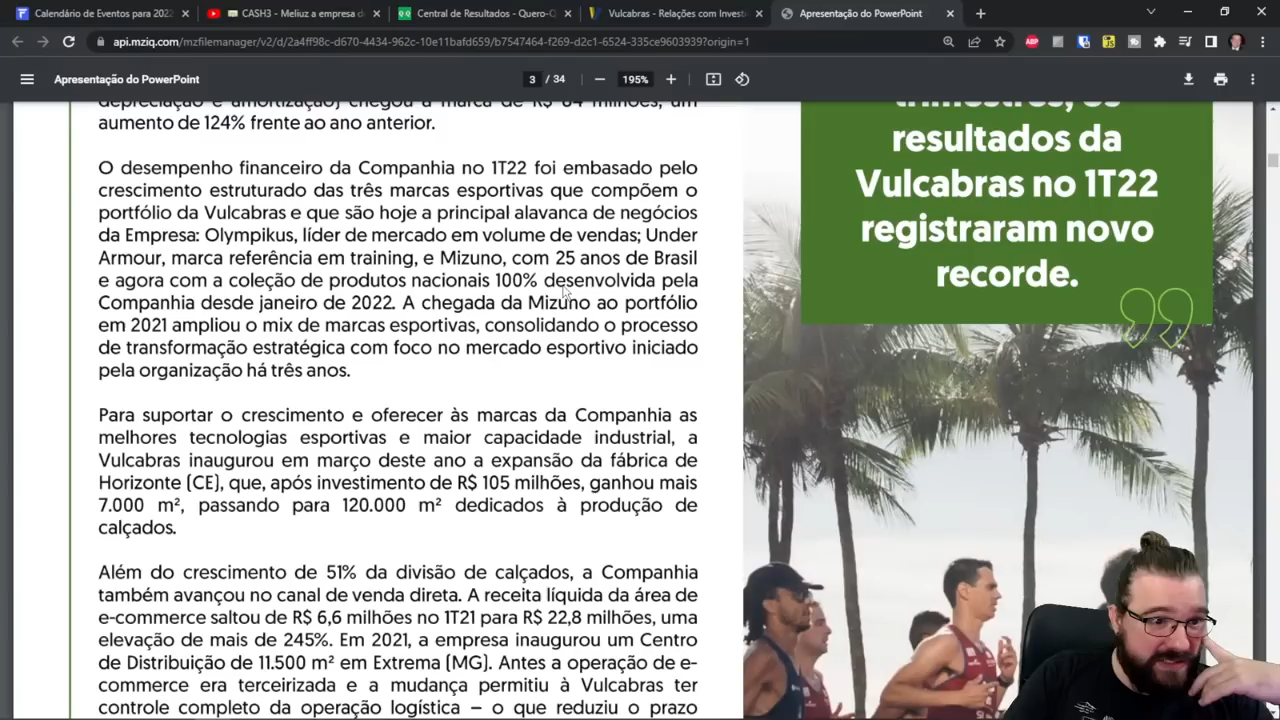 Calendário de Eventos para 2022
CASH3 - Meliuz a empresa d
Central de Resultados - Quero-Q
Vulcabras - Relações com Invest
Apresentação do PowerPoint
api.mziq.com/mzfilemanager/v2/d/2a4ff98c-d670-4434-962c-10e11bafd659/b7547464-f269-d2c1-6524-335ce9603939?origin=1
Apresentação do PowerPoint
3 / 34
195%
depreciação e amortização) chegou a marca de R$ 84 milhões, um
aumento de 124% frente ao ano anterior.
O desempenho financeiro da Companhia no 1T22 foi embasado pelo
crescimento estruturado das três marcas esportivas que compõem o
portfólio da Vulcabras e que são hoje a principal alavanca de negócios
da Empresa: Olympikus, líder de mercado em volume de vendas; Under
Armour, marca referência em training, e Mizuno, com 25 anos de Brasil
e agora com a coleção de produtos nacionais 100% desenvolvida pela
Companhia desde janeiro de 2022. A chegada da Mizuno ao portfólio
em 2021 ampliou o mix de marcas esportivas, consolidando o processo
de transformação estratégica com foco no mercado esportivo iniciado
pela organização há três anos.
Para suportar o crescimento e oferecer às marcas da Companhia as
melhores tecnologias esportivas e maior capacidade industrial, a
Vulcabras inaugurou em março deste ano a expansão da fábrica de
Horizonte (CE), que, após investimento de R$ 105 milhões, ganhou mais
7.000 m², passando para 120.000 m² dedicados à produção de
calçados.
Além do crescimento de 51% da divisão de calçados, a Companhia
também avançou no canal de venda direta. A receita líquida da área de
e-commerce saltou de R$ 6,6 milhões no 1T21 para R$ 22,8 milhões, uma
elevação de mais de 245%. Em 2021, a empresa inaugurou um Centro
de Distribuição de 11.500 m² em Extrema (MG). Antes a operação de e-
commerce era terceirizada e a mudança permitiu à Vulcabras ter
controle completo da operação logística – o que reduziu o prazo
trimestres, os
resultados da
Vulcabras no 1T22
registraram novo
recorde.